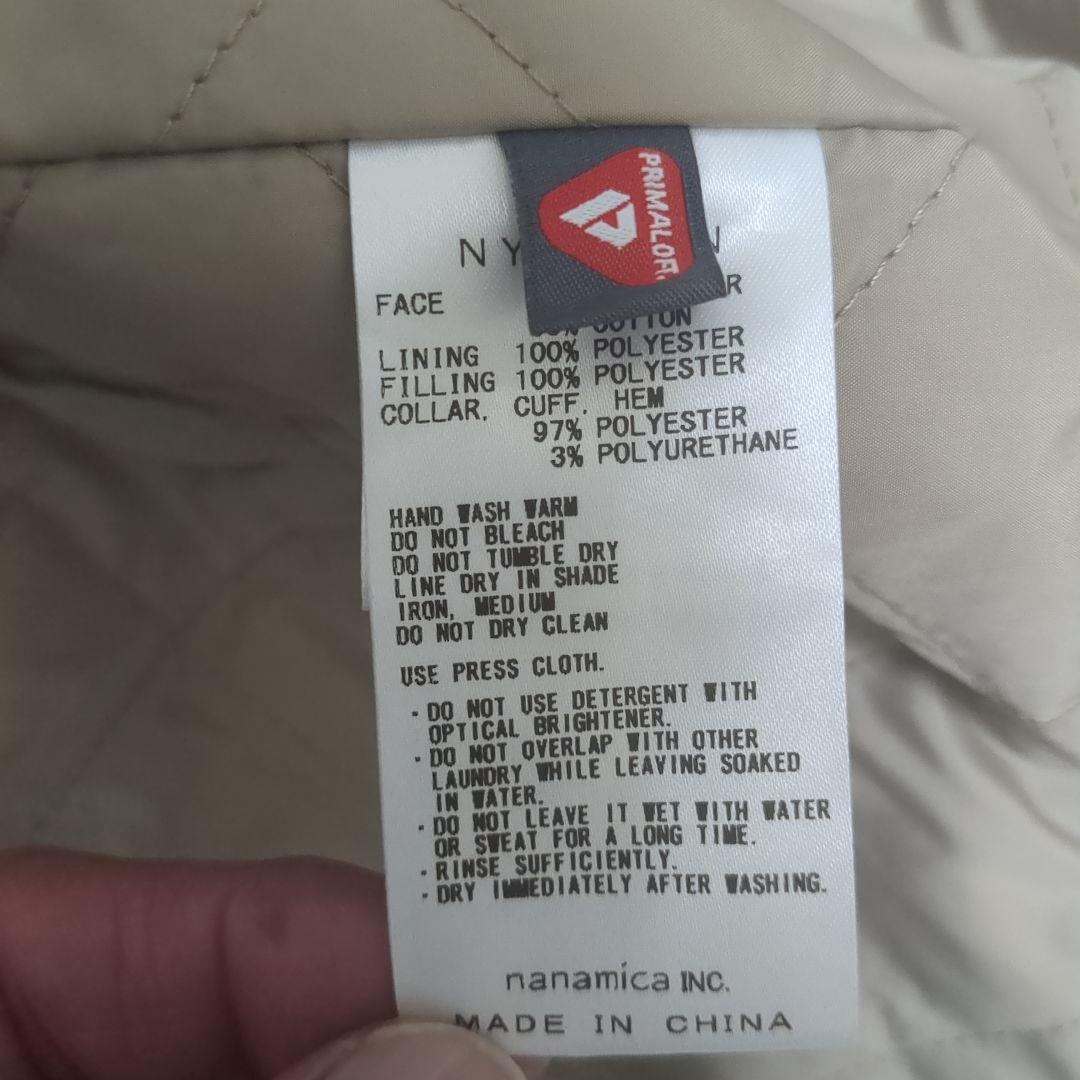 PRIMALOFT
FACE
COTTON
LINING 100% POLYESTER
FILLING 100% POLYESTER
COLLAR. CUFF. HEM
97% POLYESTER
3% POLYURETHANE
HAND WASH WARM
DO NOT BLEACH
DO NOT TUMBLE DRY
LINE DRY IN SHADE
IRON, MEDIUM
DO NOT DRY CLEAN
USE PRESS CLOTH.
・DO NOT USE DETERGENT WITH
OPTICAL BRIGHTENER.
・DO NOT OVERLAP WITH OTHER
LAUNDRY WHILE LEAVING SOAKED
IN WATER.
・DO NOT LEAVE IT WET WITH WATER
OR SWEAT FOR A LONG TIME.
・RINSE SUFFICIENTLY.
・DRY IMMEDIATELY AFTER WASHING.
nanamica INC.
MADE IN CHINA